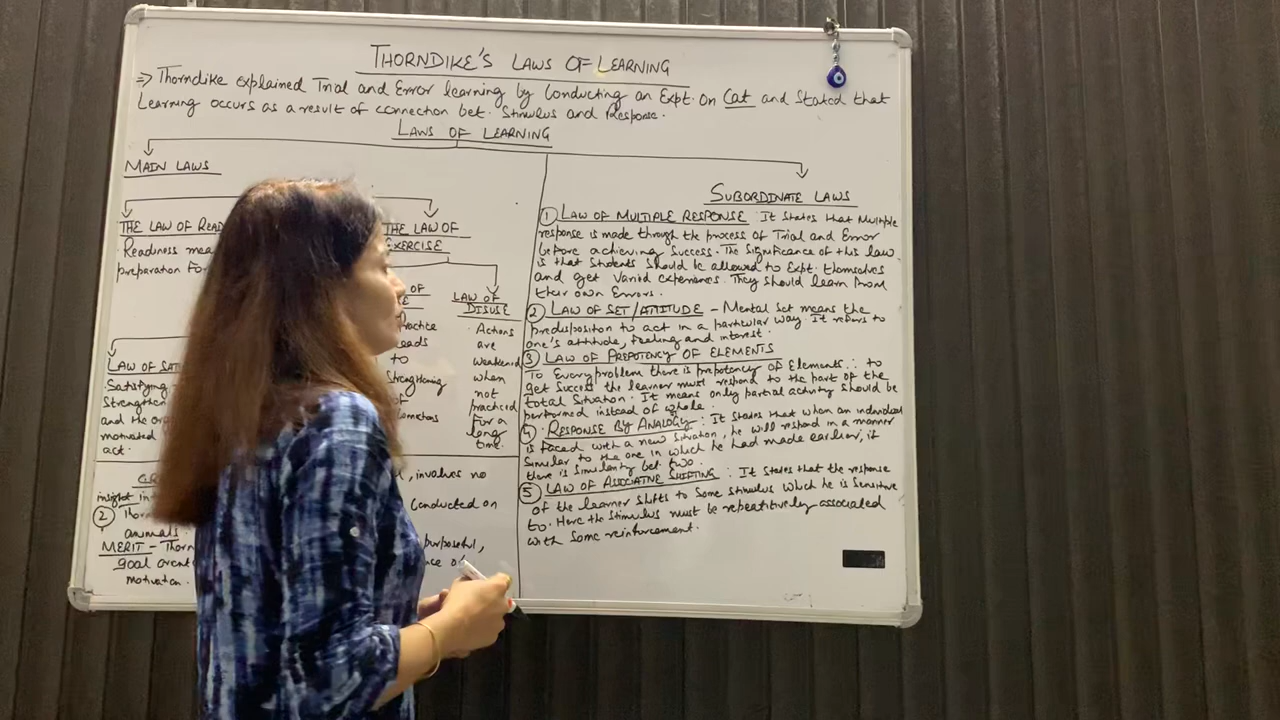 THORNDIKE'S LAWS OF LEARNING
=> Thorndike explained Trial and Error learning by Conducting an Expt. on Cat and Stated that
Learning occurs as a result of connection bet. Stimulus and Response.
LAWS OF LEARNING
MAIN LAWS
THE LAW OF READ
Readiness mea
preparation for
THE LAW OF
EXERCISE
OF
LAW OF
DISUSE
Practice
leads
to
Strengthening
of
Actions
are
weakened
when
not
practiced
for a
long
time.
LAW OF SAT
Satisfying
Strengthen
and the org
motivated
act.
insight in
② Thorn
animals
MERIT - Thorn
goal orent
motivation.
, involves no
Conducted on
purposeful,
nce of
SUBORDINATE LAWS
① LAW OF MULTIPLE RESPONSE : It States that Multiple
response is made through the process of Trial and Error
before achieving Success. The Significance of this law
is that Students should be allowed to Expt. themselves
and get Varied experiences. They should learn from
their own Errors.
② LAW OF SET/ATTITUDE - Mental Set means the
predisposition to act in a particular way. It refers to
one's attitude, feeling and interest.
③ LAW OF PREPOTENCY OF ELEMENTS
To Every problem there is prepotency of Elements ∴ to
get Success the learner must respond to the part of the
total Situation. It means only partial activity should be
performed instead of whole.
④ RESPONSE BY ANALOGY : It States that when an individual
is faced with a new Situation, he will respond in a manner
Similar to the one in which he had made earlier, if
there is Similarity bet. two.
⑤ LAW OF ASSOCIATIVE SHIFTING : It States that the response
of the learner shifts to Some stimulus which he is Sensitive
to. Here the Stimulus must be repeatitively associated
with Some reinforcement.